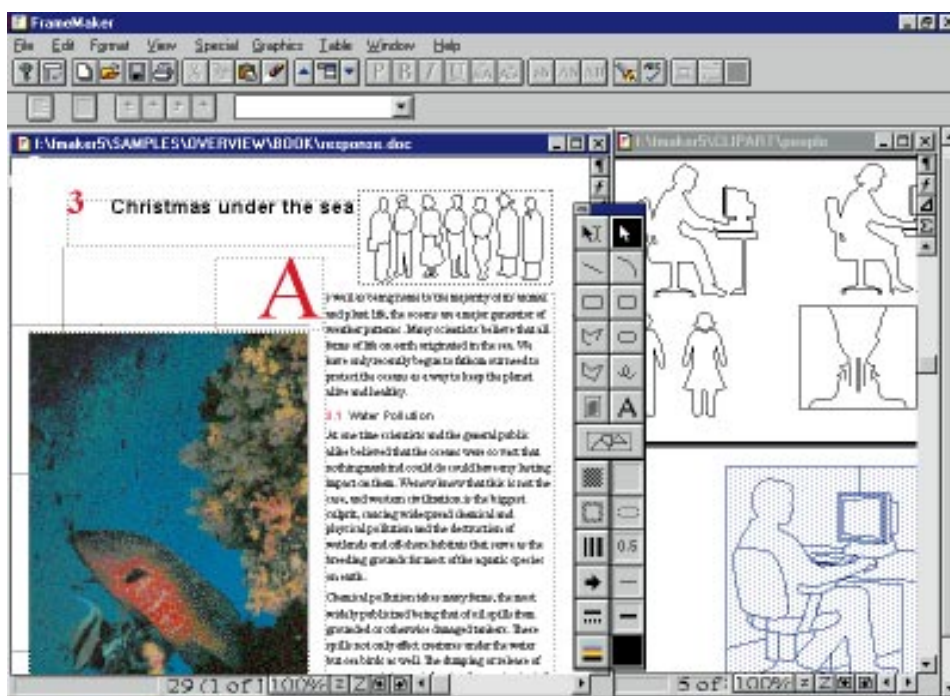 FrameMaker
File Edit Format View Special Graphics Table Window Help
I:\fmaker5\SAMPLES\OVERVIEW\BOOK\response.doc
I:\fmaker5\CLIPART\people
3 Christmas under the sea
A
s well as being home to the majority of its animal
and plant life, the oceans are a major generator of
weather patterns. Many scientists believe that all
forms of life on earth originated in the sea. We
have only recently begun to fathom our need to
protect the oceans as a way to keep the planet
alive and healthy.
3.1 Water Pollution
At one time scientists and the general public
alike believed that the oceans were so vast that
nothing mankind could do could have any lasting
impact on them. We now know that this is not the
case, and western civilization is the biggest
culprit, causing widespread chemical and
physical pollution and the destruction of
wetlands and offshore habitats that serve as the
breeding grounds for most of the aquatic species
on earth.
Chemical pollution takes many forms, the most
widely publicized being that of oil spills from
grounded or otherwise damaged tankers. These
spills not only effect creatures under the water
but sea birds as well. The dumping or release of
A
0.5
29 (1 of 1 100% Z Z
5 of: 100% Z Z